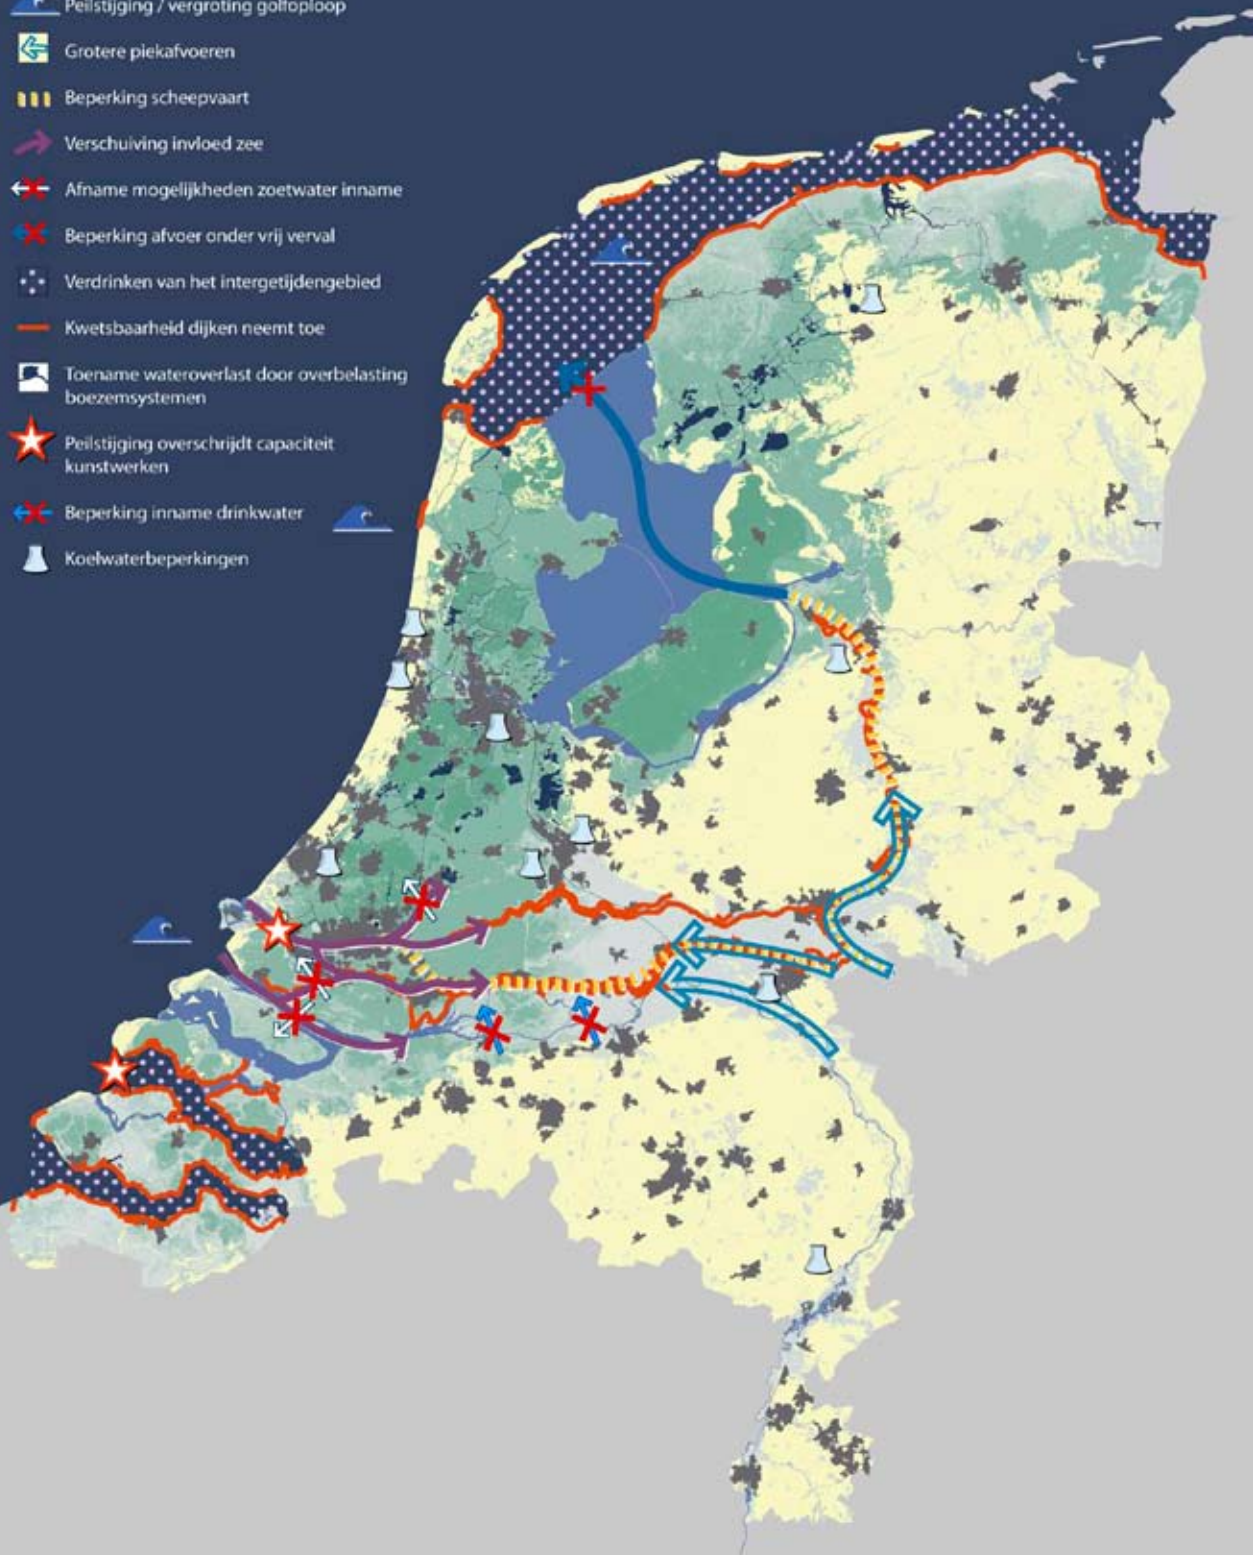 Peilstijging / vergroting golfoploop
Grotere piekafvoeren
Beperking scheepvaart
Verschuiving invloed zee
Afname mogelijkheden zoetwater inname
Beperking afvoer onder vrij verval
Verdrinken van het intergetijdengebied
Kwetsbaarheid dijken neemt toe
Toename wateroverlast door overbelasting
boezemsystemen
Peilstijging overschrijdt capaciteit
kunstwerken
Beperking inname drinkwater
Koelwaterbeperkingen